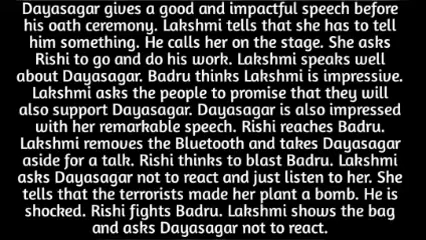 Dayasagar gives a good and impactful speech before
his oath ceremony. Lakshmi tells that she has to tell
him something. He calls her on the stage. She asks
Rishi to go and do his work. Lakshmi speaks well
about Dayasagar. Badru thinks Lakshmi is impressive.
Lakshmi asks the people to promise that they will
also support Dayasagar. Dayasagar is also impressed
with her remarkable speech. Rishi reaches Badru.
Lakshmi removes the Bluetooth and takes Dayasagar
aside for a talk. Rishi thinks to blast Badru. Lakshmi
asks Dayasagar not to react and just listen to her. She
tells that the terrorists made her plant a bomb. He is
shocked. Rishi fights Badru. Lakshmi shows the bag
and asks Dayasagar not to react.